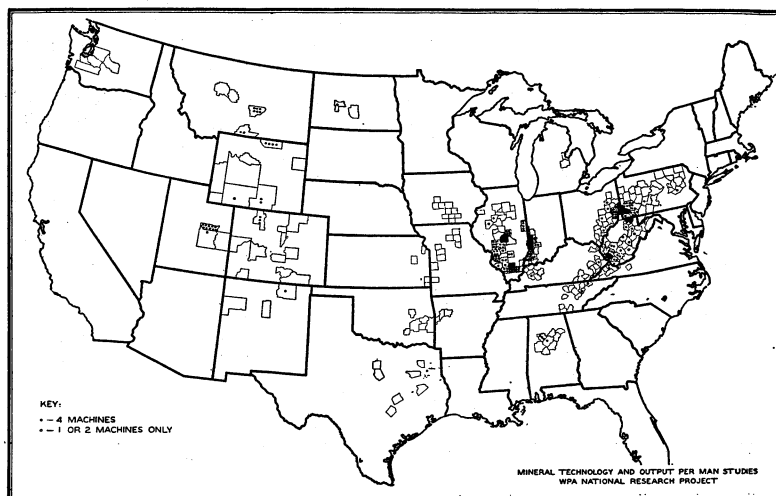 KEY:
• – 4 MACHINES
• – 1 OR 2 MACHINES ONLY
MINERAL TECHNOLOGY AND OUTPUT PER MAN STUDIES
WPA NATIONAL RESEARCH PROJECT